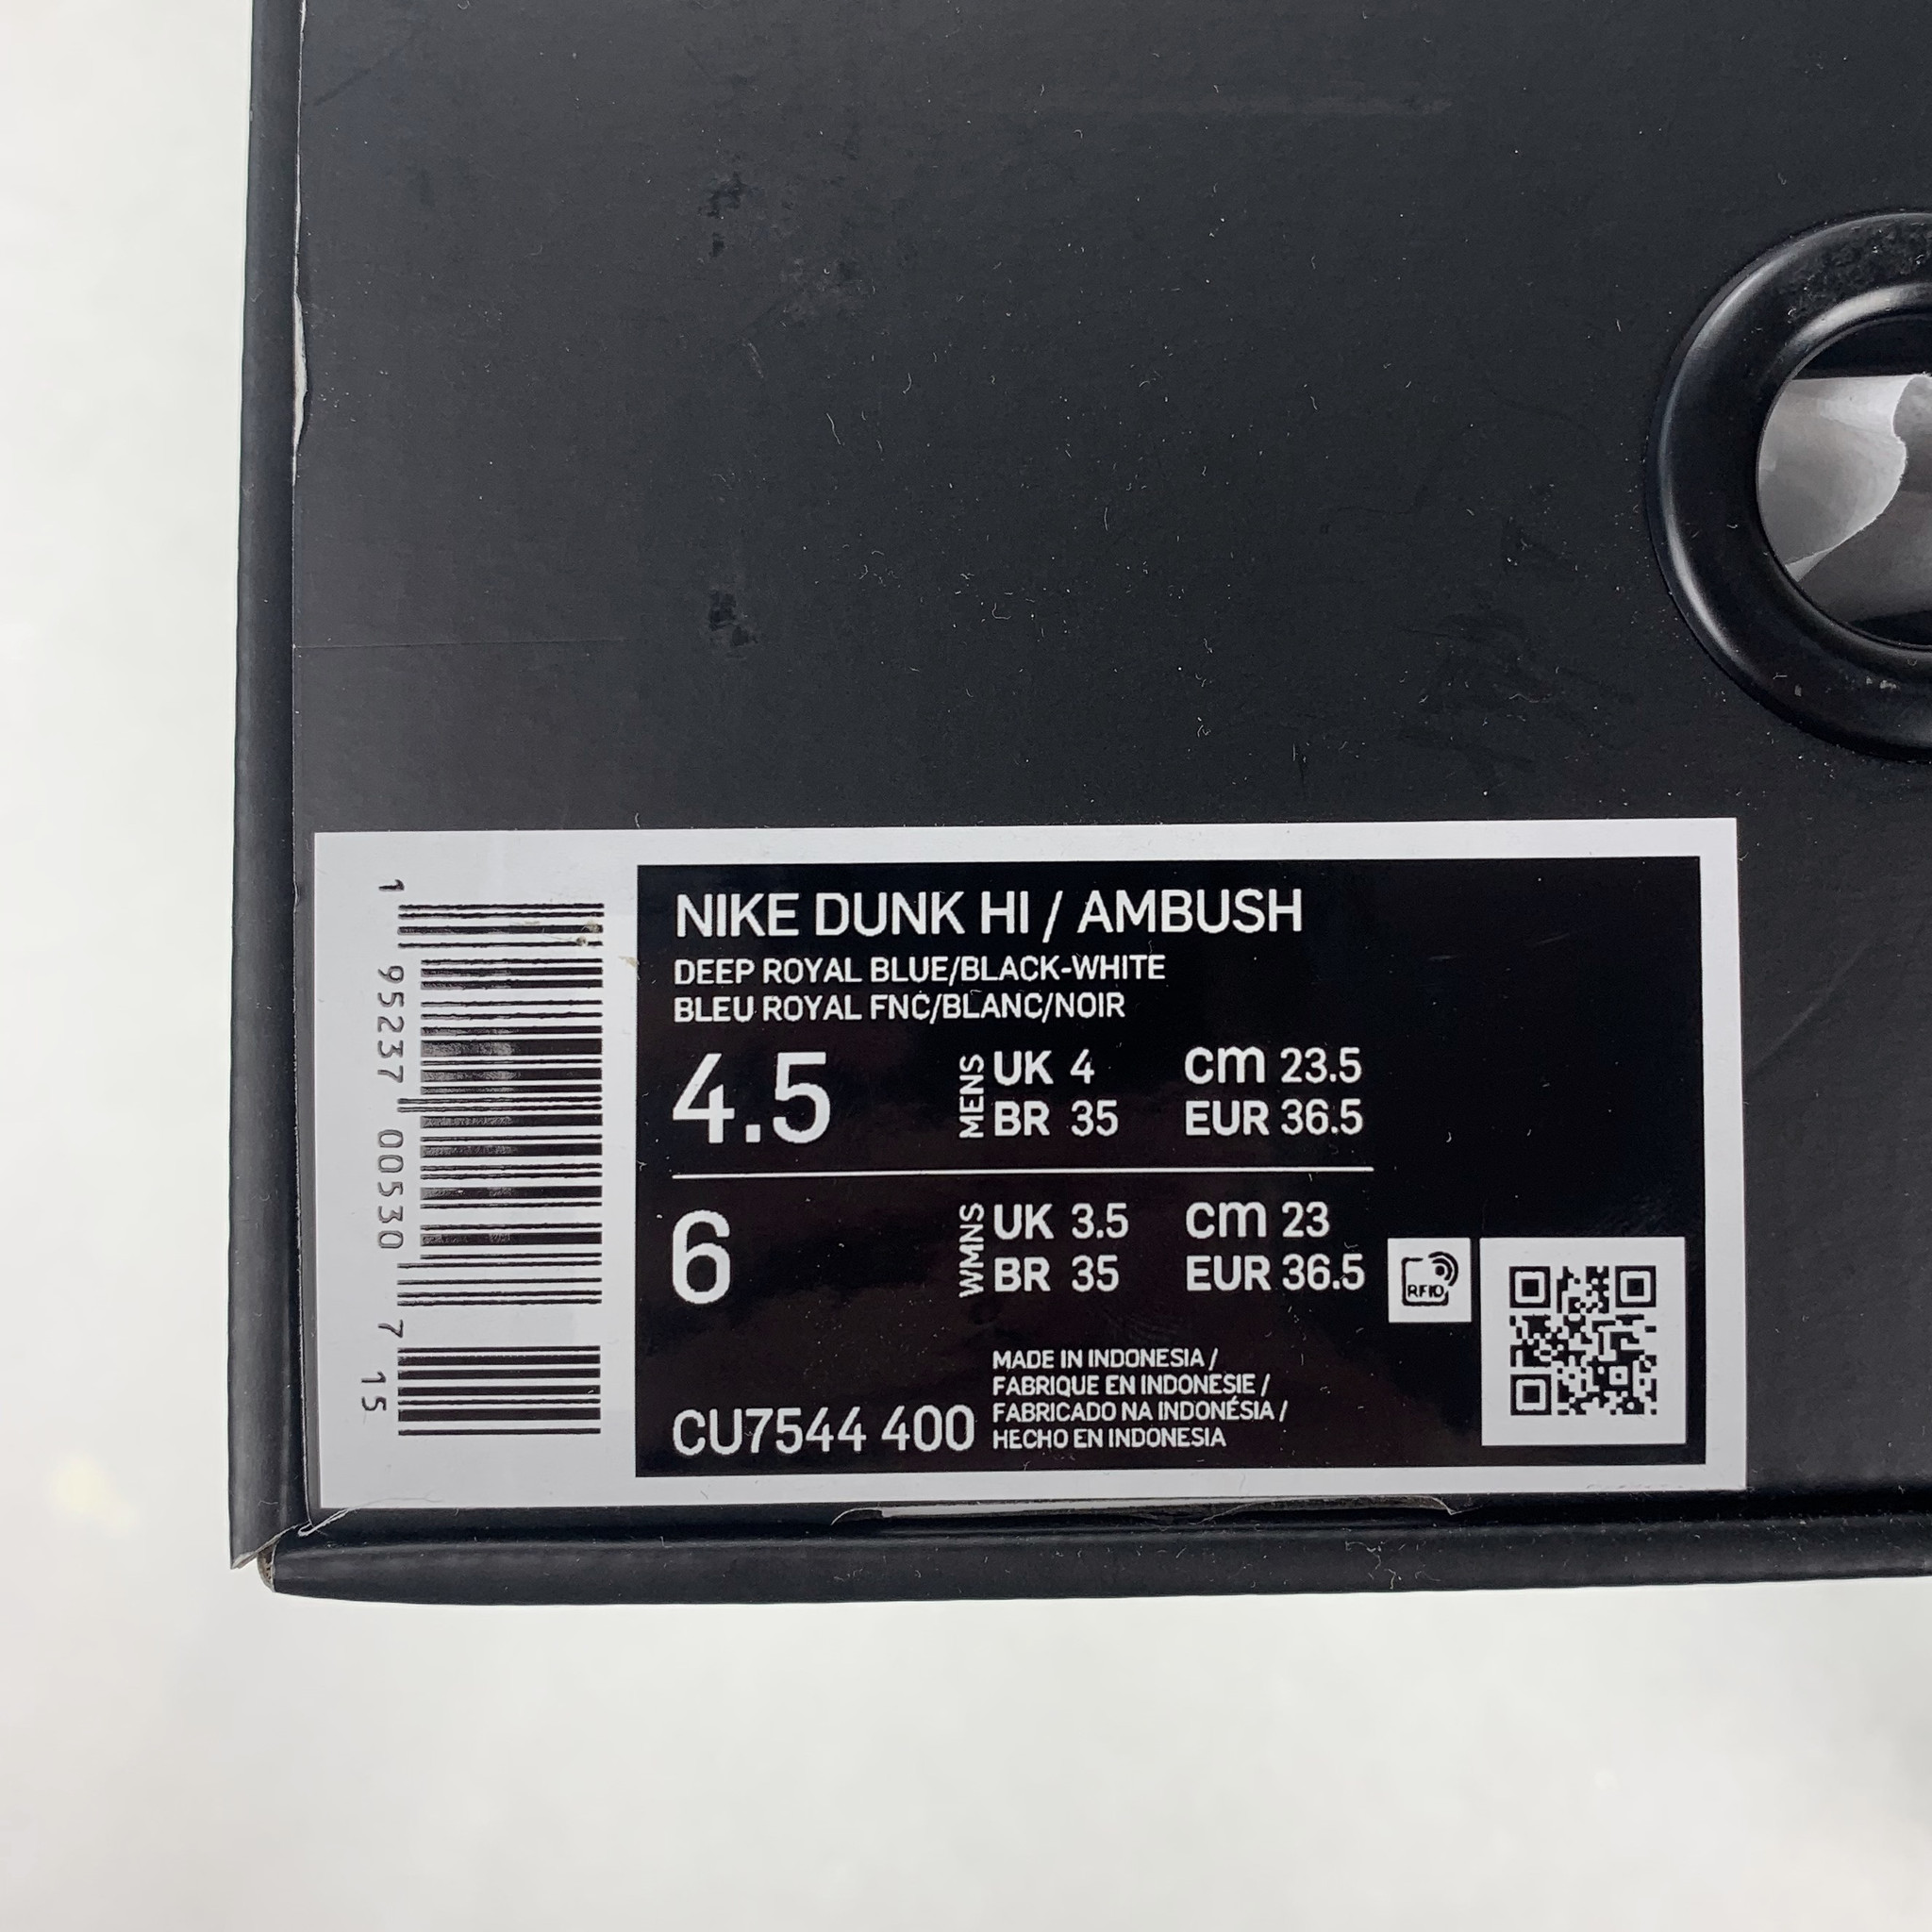 NIKE DUNK HI / AMBUSH
DEEP ROYAL BLUE/BLACK-WHITE
BLEU ROYAL FNC/BLANC/NOIR
4.5 MENS UK 4 cm 23.5
BR 35 EUR 36.5
6 WMNS UK 3.5 cm 23
BR 35 EUR 36.5
RFID
MADE IN INDONESIA /
FABRIQUE EN INDONESIE /
FABRICADO NA INDONÉSIA /
HECHO EN INDONESIA
CU7544 400
1 95237 00530 7 15